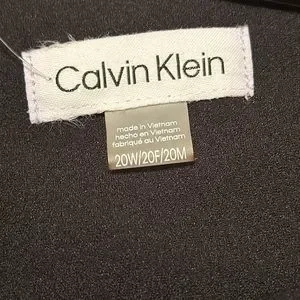 Calvin Klein
made in Vietnam
hecho en Vietnam
fabriqué au Vietnam
20W/20F/20M